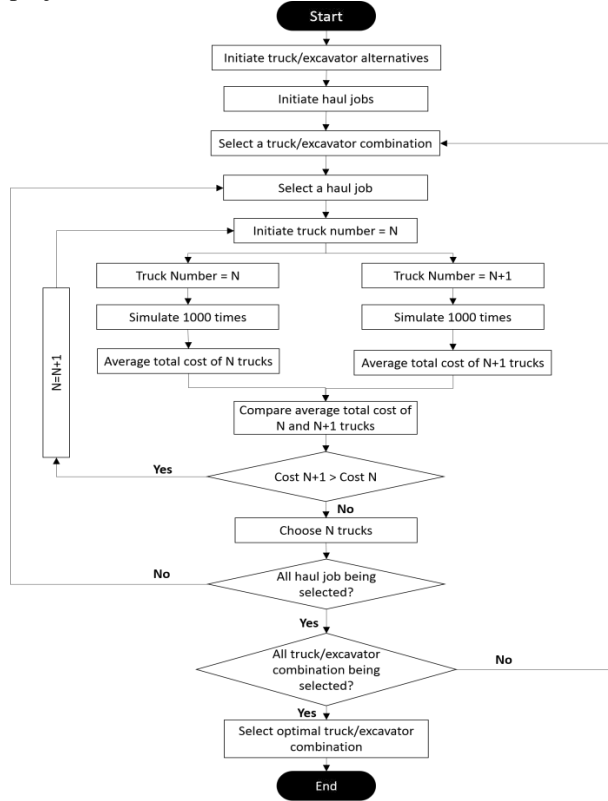 Start
Initiate truck/excavator alternatives
Initiate haul jobs
Select a truck/excavator combination
Select a haul job
Initiate truck number = N
Truck Number = N
Truck Number = N+1
Simulate 1000 times
Simulate 1000 times
N=N+1
Average total cost of N trucks
Average total cost of N+1 trucks
Compare average total cost of
N and N+1 trucks
Yes
Cost N+1 > Cost N
No
Choose N trucks
No
All haul job being
selected?
Yes
All truck/excavator
combination being
selected?
No
Yes
Select optimal truck/excavator
combination
End